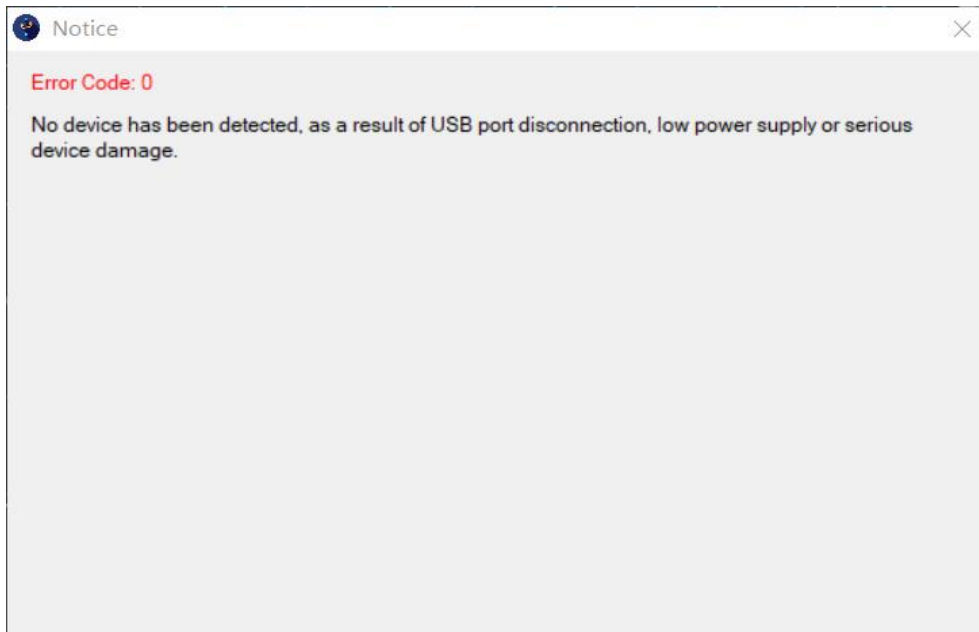 Notice
Error Code: 0
No device has been detected, as a result of USB port disconnection, low power supply or serious
device damage.